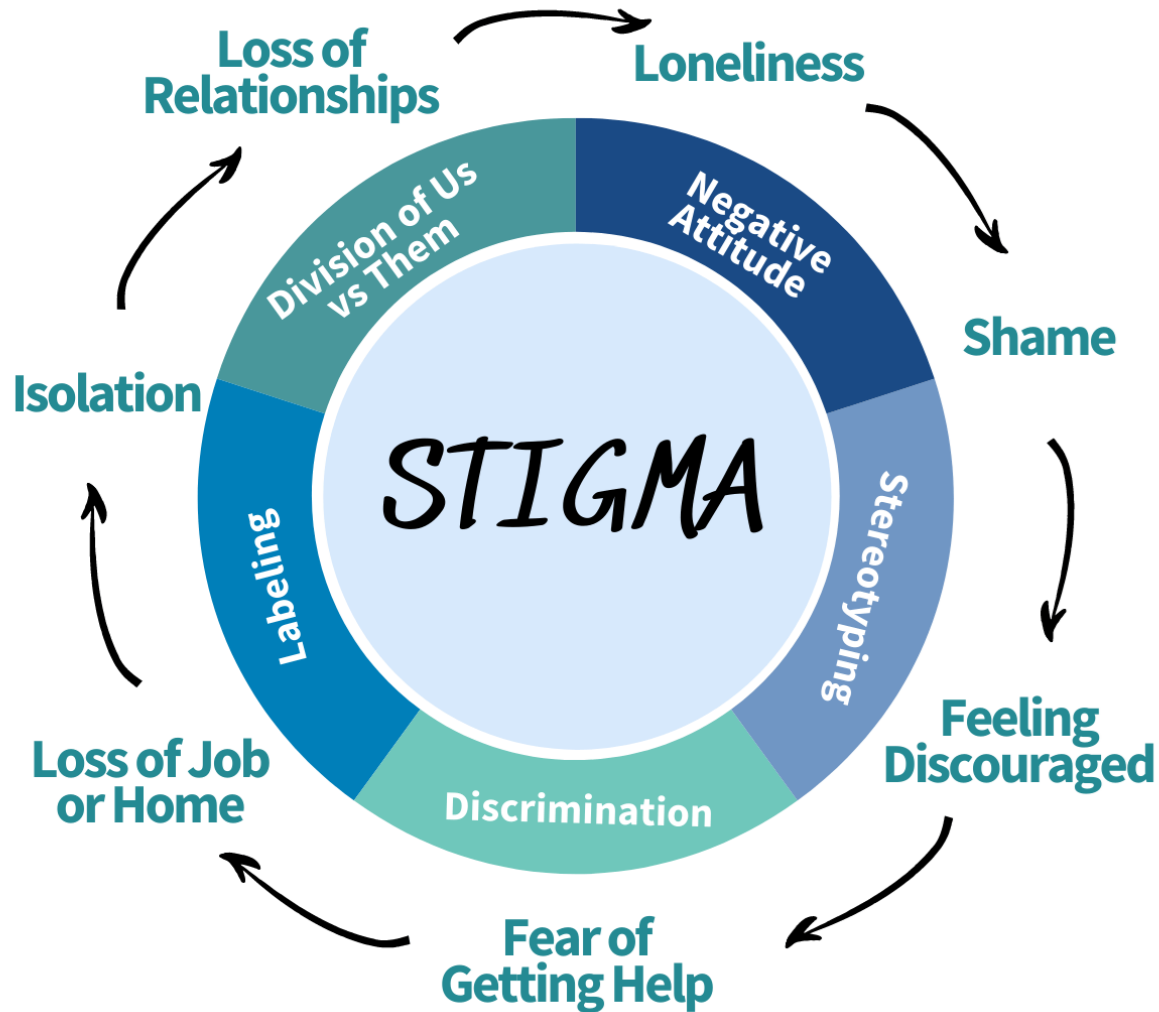 Loss of
Relationships
Loneliness
Shame
Feeling
Discouraged
Fear of
Getting Help
Loss of Job
or Home
Isolation
Division of Us
vs Them
Negative
Attitude
Stereotyping
Discrimination
Labeling
STIGMA